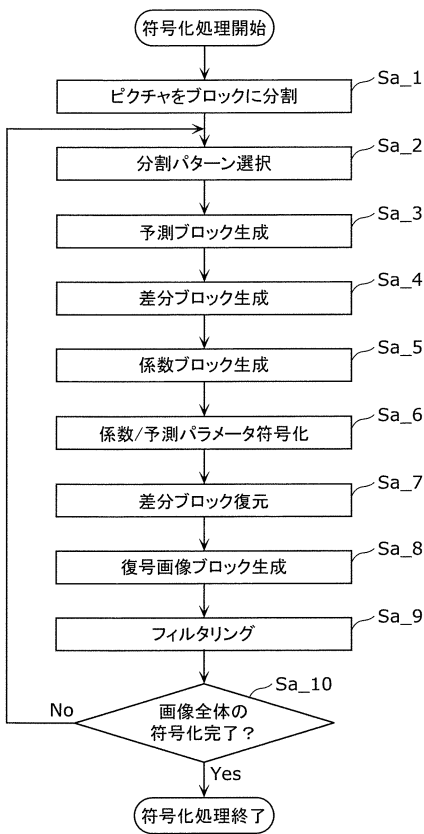 符号化処理開始
Sa_1
ピクチャをブロックに分割
Sa_2
分割パターン選択
Sa_3
予測ブロック生成
Sa_4
差分ブロック生成
Sa_5
係数ブロック生成
Sa_6
係数/予測パラメータ符号化
Sa_7
差分ブロック復元
Sa_8
復号画像ブロック生成
Sa_9
フィルタリング
Sa_10
No
画像全体の
符号化完了？
Yes
符号化処理終了